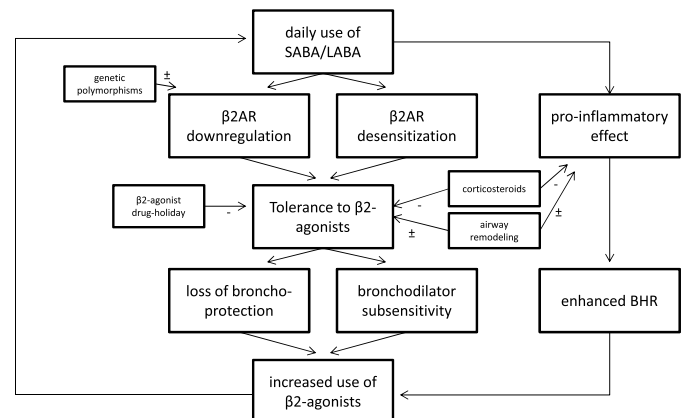 daily use of
SABA/LABA
genetic
polymorphisms
±
β2AR
downregulation
β2AR
desensitization
pro-inflammatory
effect
β2-agonist
drug-holiday
-
Tolerance to β2-
agonists
corticosteroids
-
-
airway
remodeling
±
±
loss of broncho-
protection
bronchodilator
subsensitivity
enhanced BHR
increased use of
β2-agonists